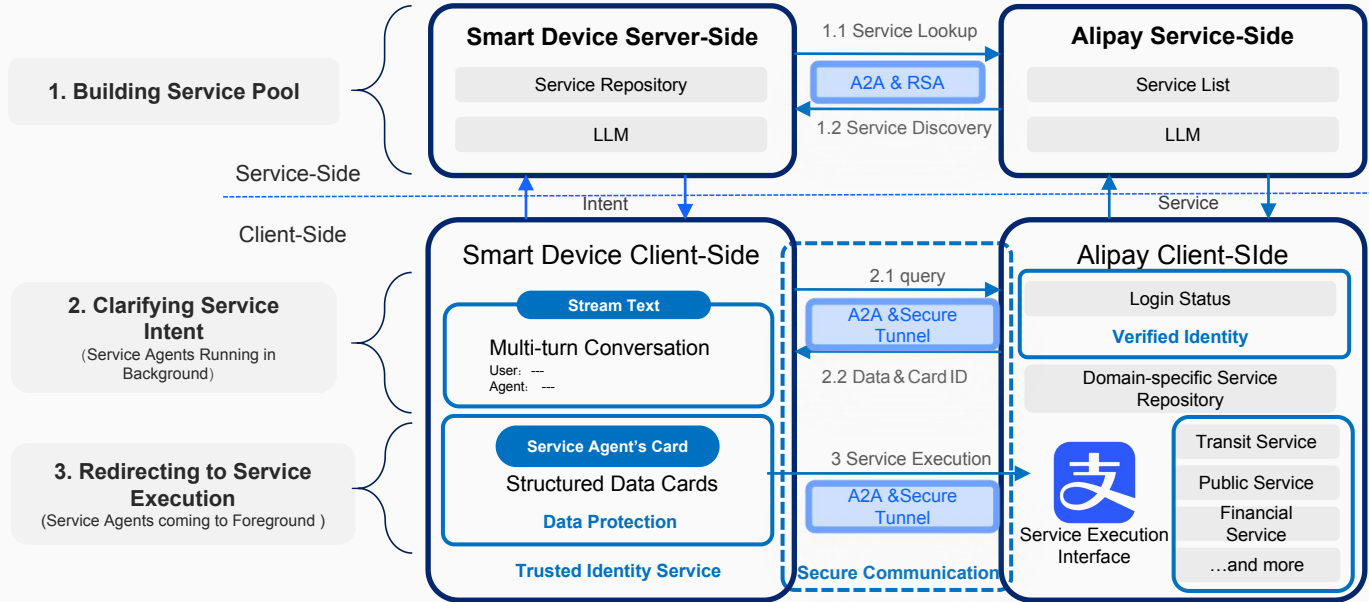 1. Building Service Pool
Smart Device Server-Side
Service Repository
LLM
1.1 Service Lookup
A2A & RSA
1.2 Service Discovery
Alipay Service-Side
Service List
LLM
Service-Side
Intent
Service
Client-Side
2. Clarifying Service
Intent
(Service Agents Running in
Background)
Smart Device Client-Side
Stream Text
Multi-turn Conversation
User: ---
Agent: ---
2.1 query
A2A &Secure
Tunnel
2.2 Data & Card ID
Alipay Client-SIde
Login Status
Verified Identity
Domain-specific Service
Repository
3. Redirecting to Service
Execution
(Service Agents coming to Foreground )
Service Agent's Card
Structured Data Cards
Data Protection
Trusted Identity Service
3 Service Execution
A2A &Secure
Tunnel
Secure Communication
支
Service Execution
Interface
Transit Service
Public Service
Financial
Service
...and more